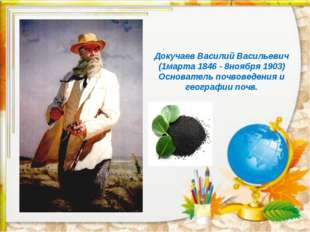 Докучаев Василий Васильевич
(1марта 1846 - 8ноября 1903)
Основатель почвоведения и
географии почв.